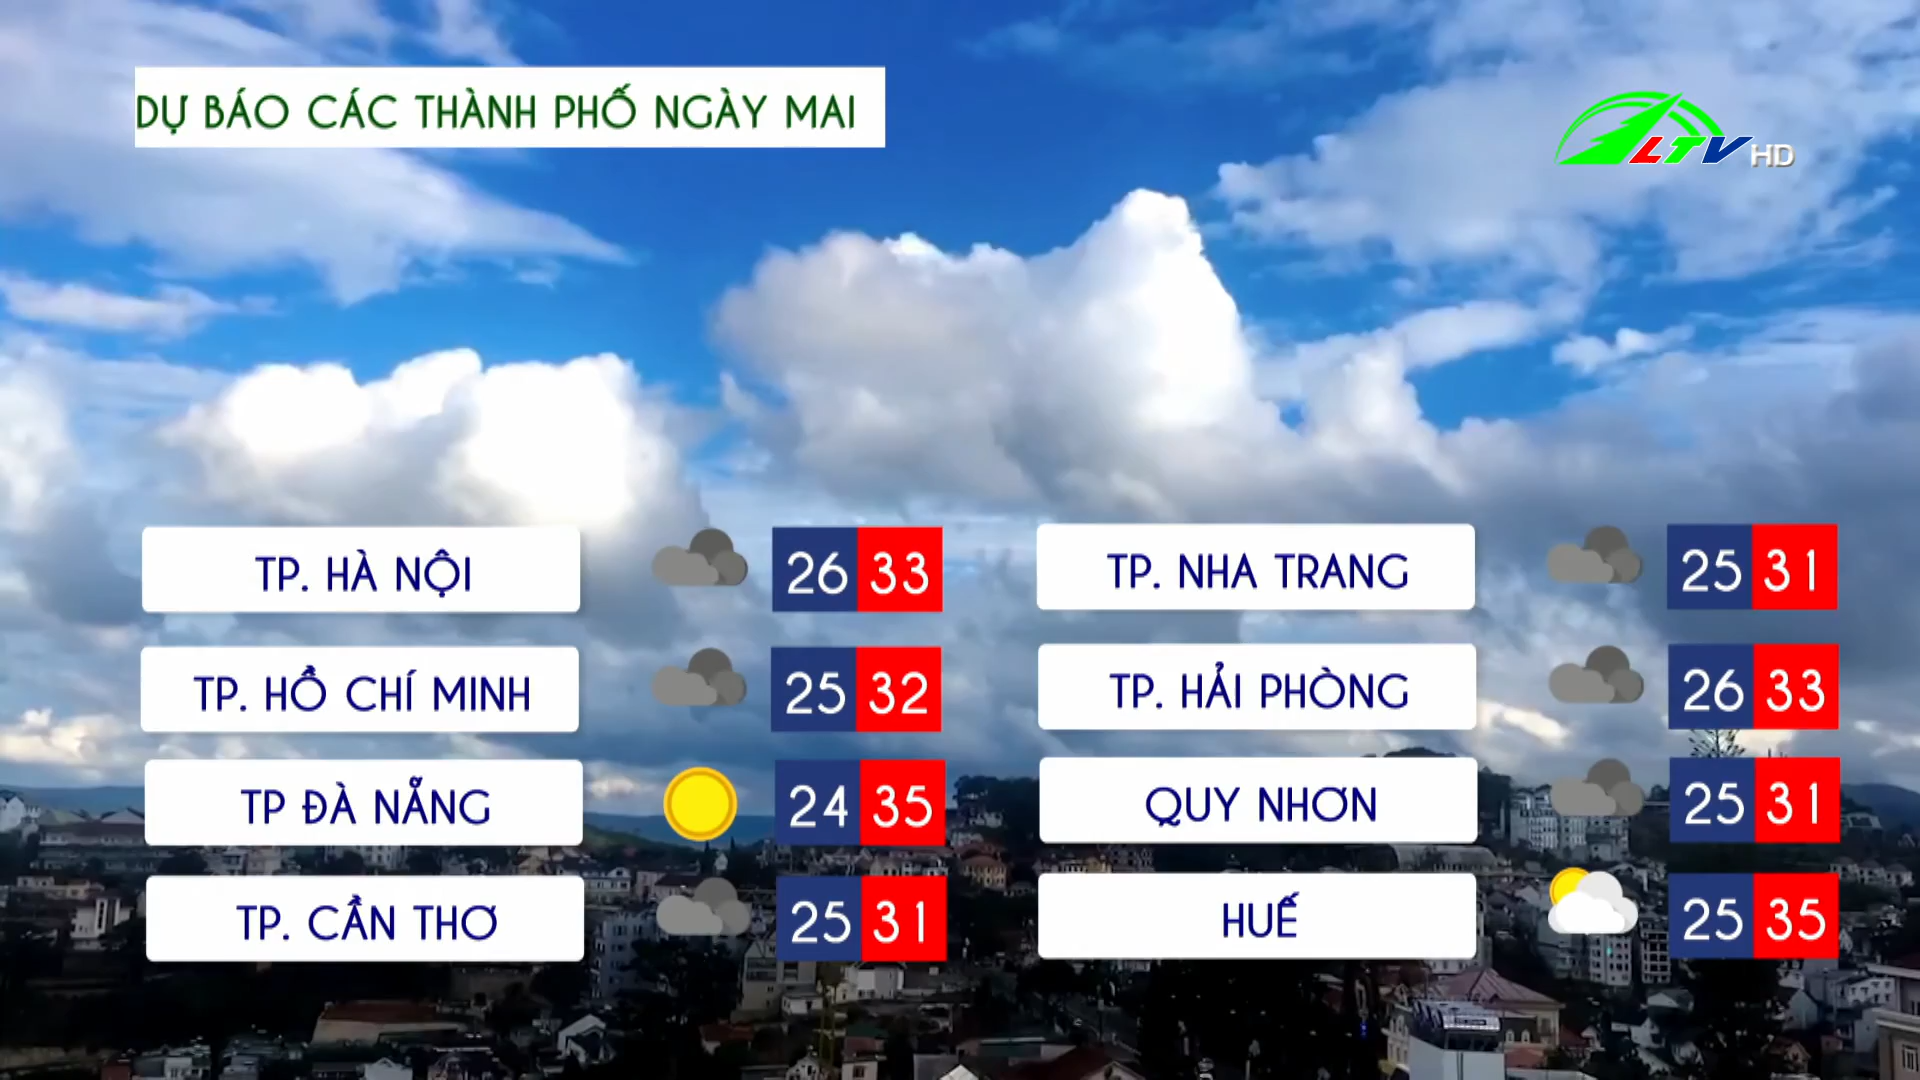 DỰ BÁO CÁC THÀNH PHỐ NGÀY MAI
LTV HD
TP. HÀ NỘI 26 33
TP. HỒ CHÍ MINH 25 32
TP ĐÀ NẴNG 24 35
TP. CẦN THƠ 25 31
TP. NHA TRANG 25 31
TP. HẢI PHÒNG 26 33
QUY NHƠN 25 31
HUẾ 25 35